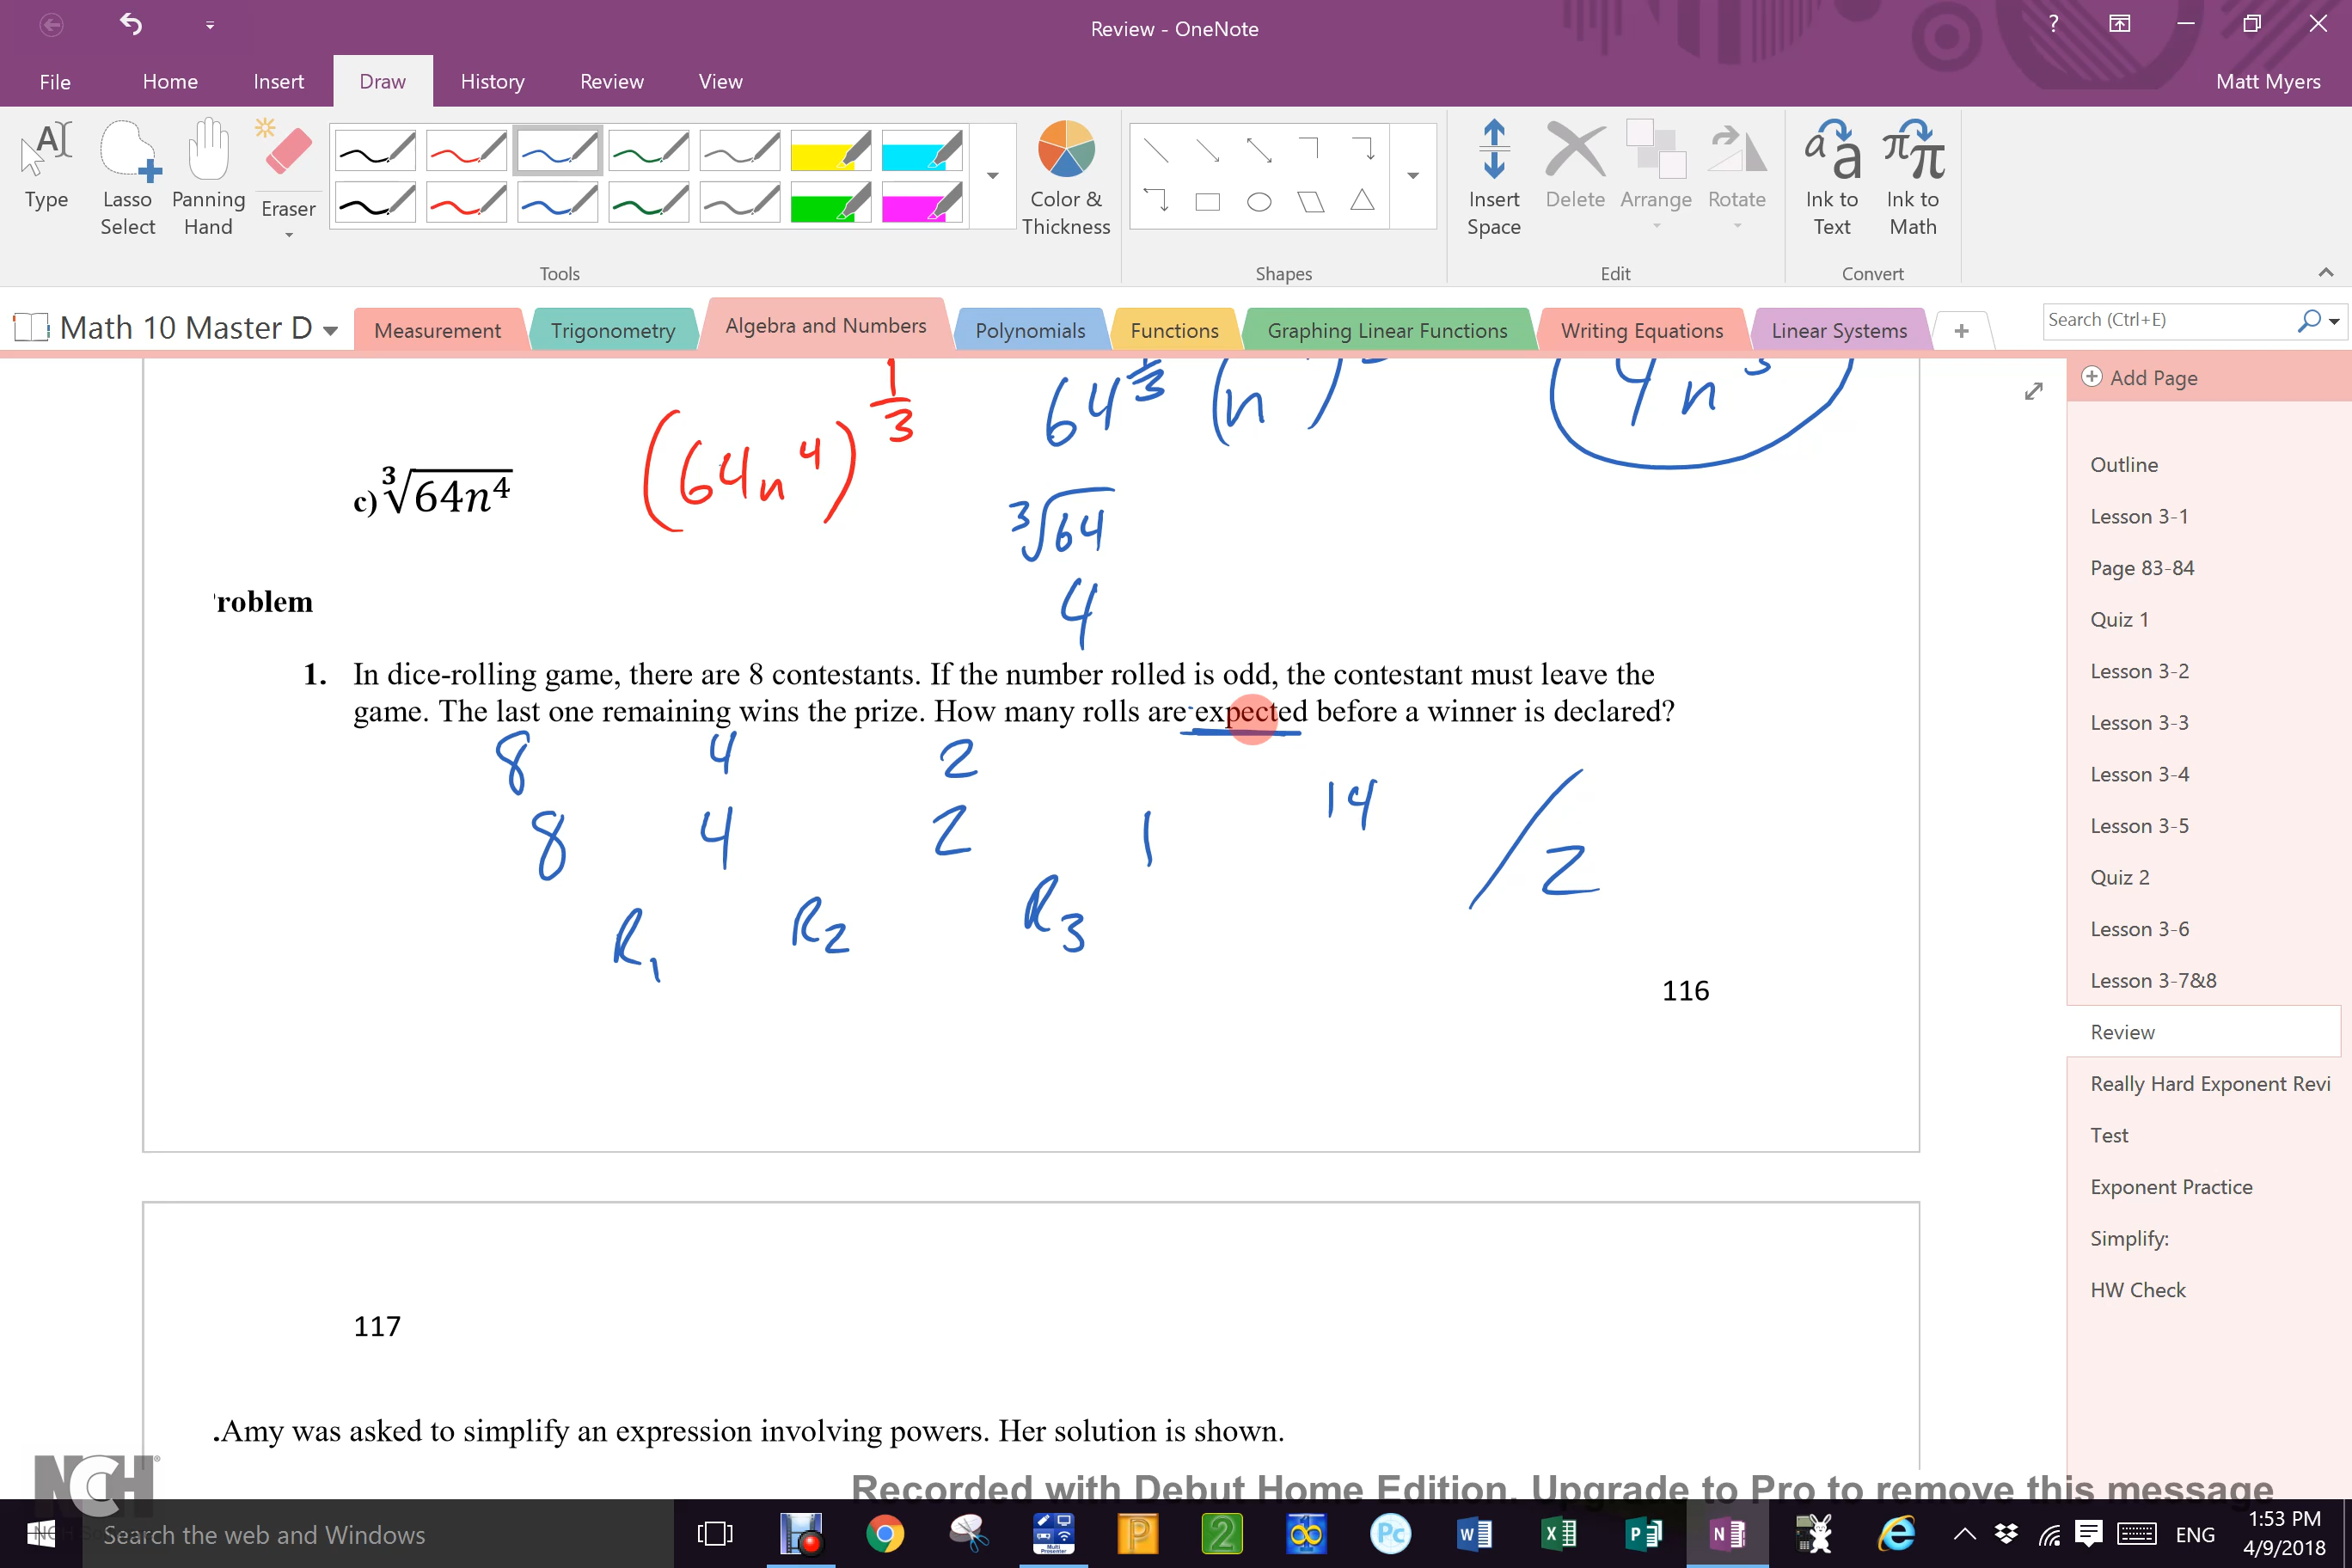 Review - OneNote
?
File Home Insert Draw History Review View Matt Myers
Type
Lasso Select
Panning Hand
Eraser
Color & Thickness
Insert Space
Delete
Arrange
Rotate
Ink to Text
Ink to Math
Tools Shapes Edit Convert
Math 10 Master D Measurement Trigonometry Algebra and Numbers Polynomials Functions Graphing Linear Functions Writing Equations Linear Systems + Search (Ctrl+E)
(64n⁴)^(1/3) 64^(1/3) (n ) 4n
c) ∛64n⁴
∛64
4
roblem
1. In dice-rolling game, there are 8 contestants. If the number rolled is odd, the contestant must leave the
game. The last one remaining wins the prize. How many rolls are expected before a winner is declared?
8 4 2
8 4 2 1 14 / 2
R₁ R₂ R₃
116
117
.Amy was asked to simplify an expression involving powers. Her solution is shown.
Add Page
Outline
Lesson 3-1
Page 83-84
Quiz 1
Lesson 3-2
Lesson 3-3
Lesson 3-4
Lesson 3-5
Quiz 2
Lesson 3-6
Lesson 3-7&8
Review
Really Hard Exponent Revi
Test
Exponent Practice
Simplify:
HW Check
NCH
Recorded with Debut Home Edition. Upgrade to Pro to remove this message
Search the web and Windows
ENG
1:53 PM
4/9/2018